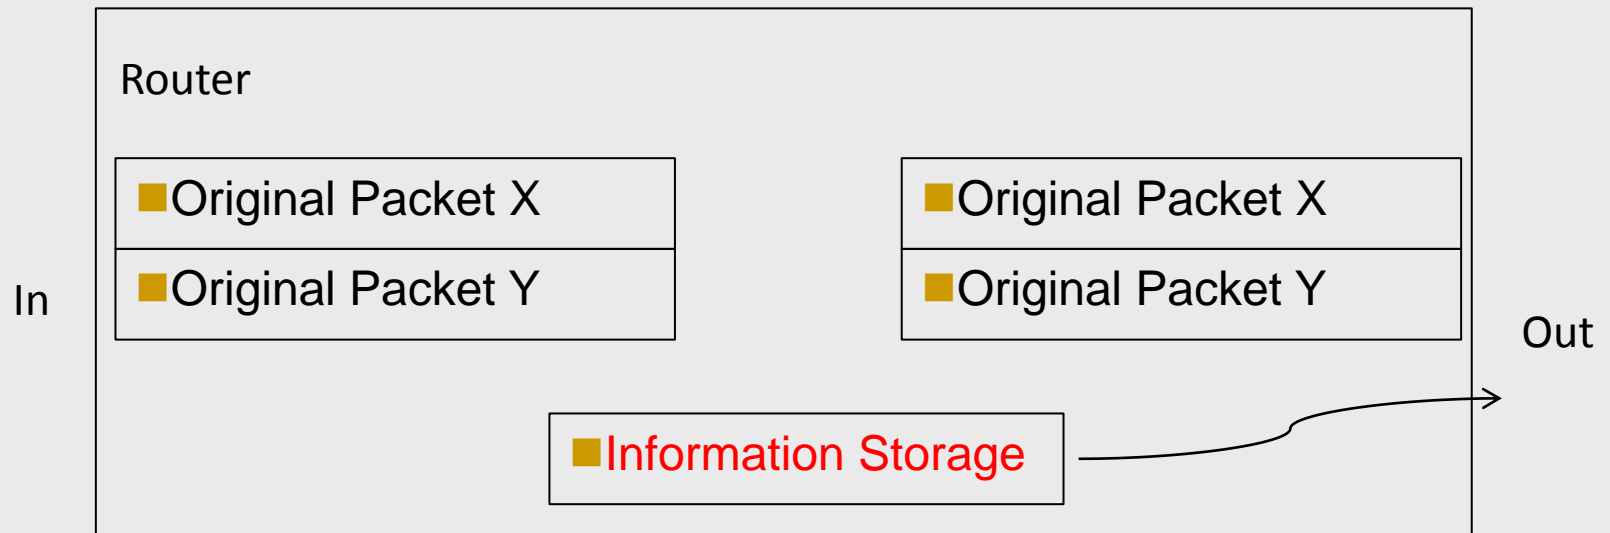 Router
Original Packet X
Original Packet Y
Original Packet X
Original Packet Y
In
Out
Information Storage